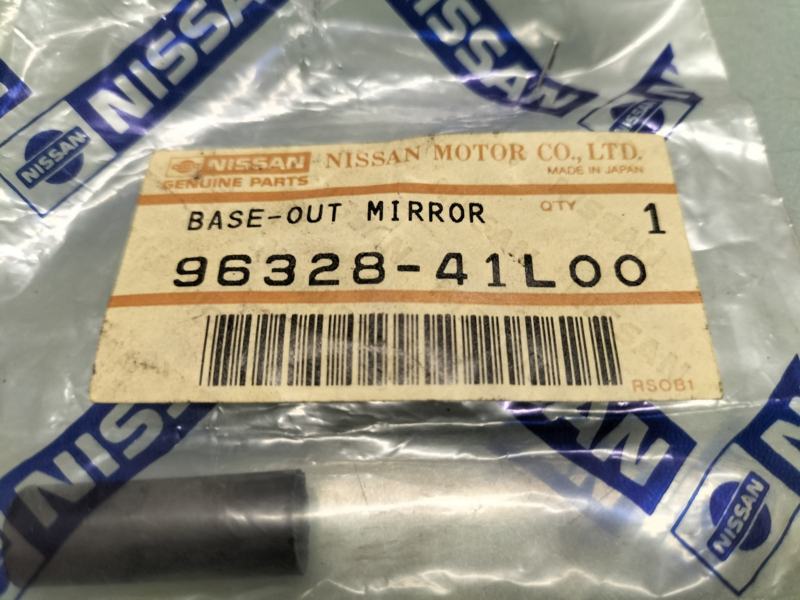 NISSAN
NISSAN
NISSAN
NISSAN
NISSAN NISSAN MOTOR CO., LTD.
GENUINE PARTS MADE IN JAPAN
BASE-OUT MIRROR QTY 1
96328-41L00
RSOB1
NISSAN